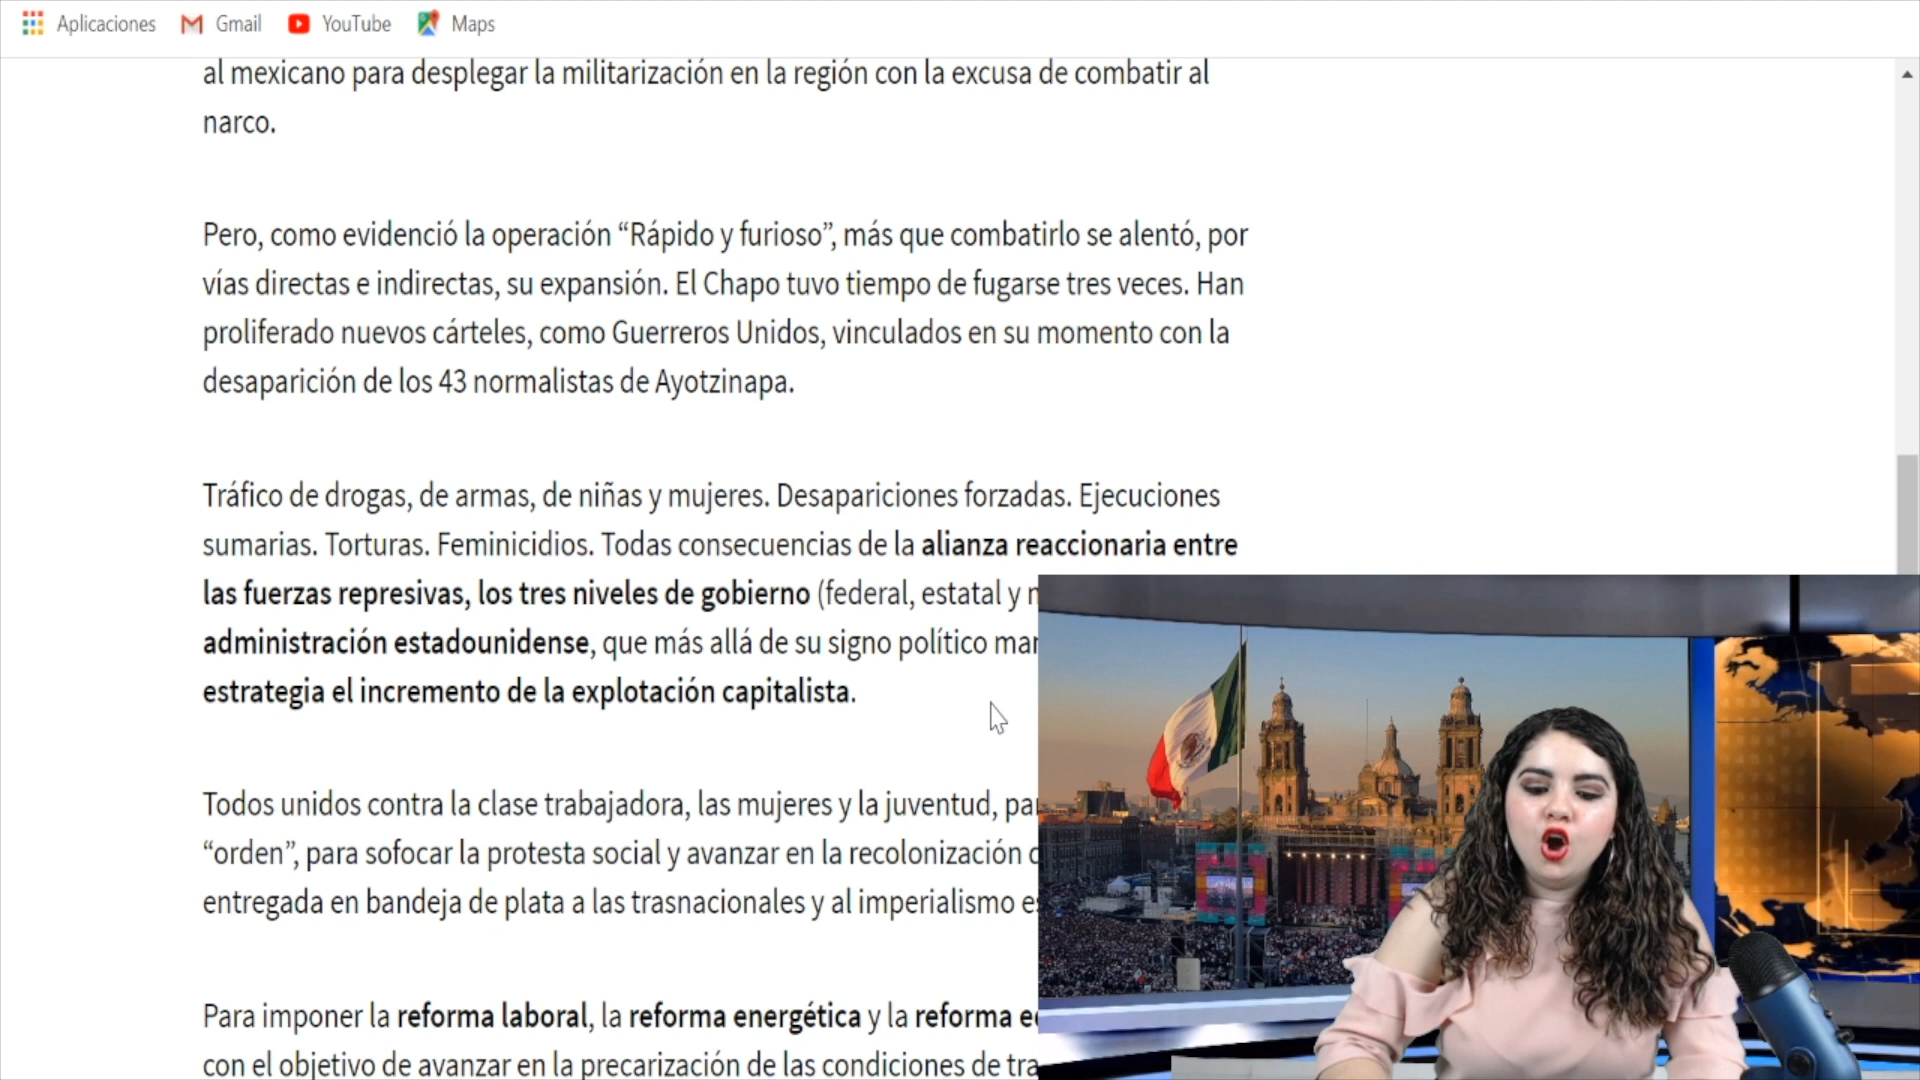 Aplicaciones Gmail YouTube Maps
al mexicano para desplegar la militarización en la región con la excusa de combatir al
narco.
Pero, como evidenció la operación “Rápido y furioso”, más que combatirlo se alentó, por
vías directas e indirectas, su expansión. El Chapo tuvo tiempo de fugarse tres veces. Han
proliferado nuevos cárteles, como Guerreros Unidos, vinculados en su momento con la
desaparición de los 43 normalistas de Ayotzinapa.
Tráfico de drogas, de armas, de niñas y mujeres. Desapariciones forzadas. Ejecuciones
sumarias. Torturas. Feminicidios. Todas consecuencias de la alianza reaccionaria entre
las fuerzas represivas, los tres niveles de gobierno (federal, estatal y
administración estadounidense, que más allá de su signo político
estrategia el incremento de la explotación capitalista.
Todos unidos contra la clase trabajadora, las mujeres y la juventud,
“orden”, para sofocar la protesta social y avanzar en la recolonización
entregada en bandeja de plata a las trasnacionales y al imperialismo
Para imponer la reforma laboral, la reforma energética y la reforma
con el objetivo de avanzar en la precarización de las condiciones de